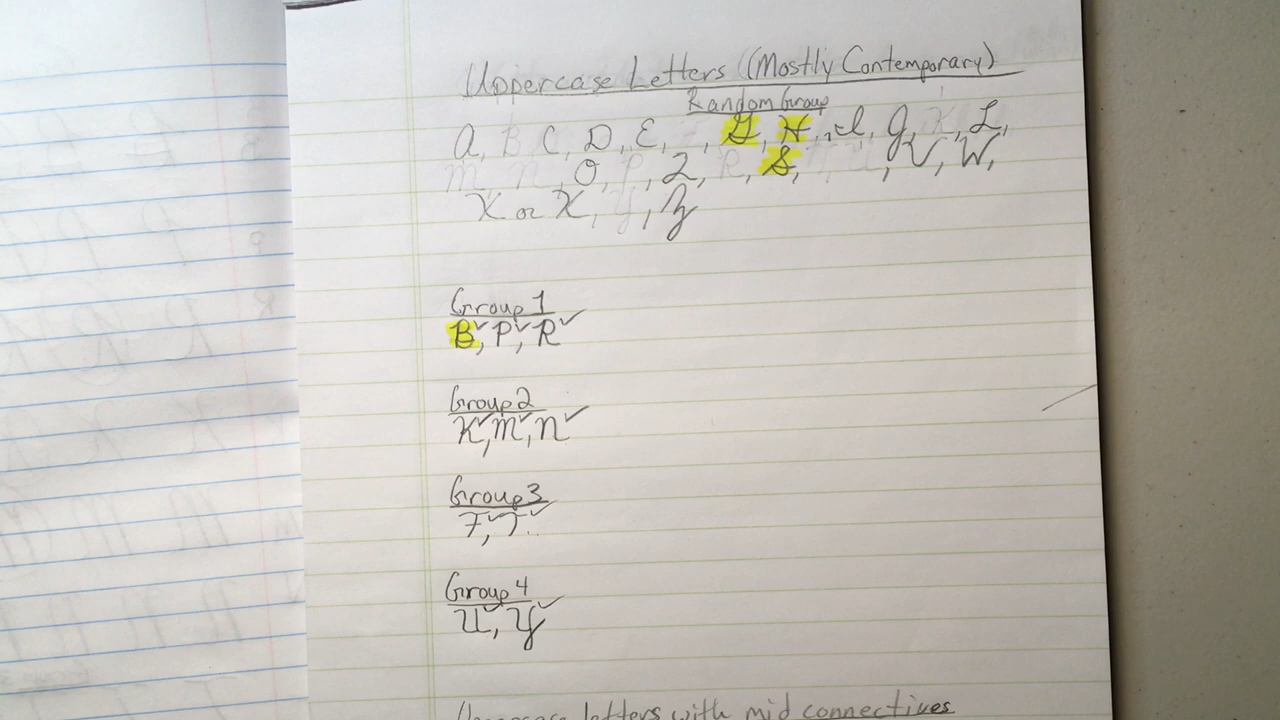 Uppercase Letters (Mostly Contemporary)
Random Group
A, B, C, D, E, F, G, H, I, J, K, L,
M, N, O, P, Q, R, S, T, U, V, W,
X or X, Y, Z
Group 1
B, P, R
Group 2
K, M, N
Group 3
F, T
Group 4
U, Y
Uppercase letters with mid connectives